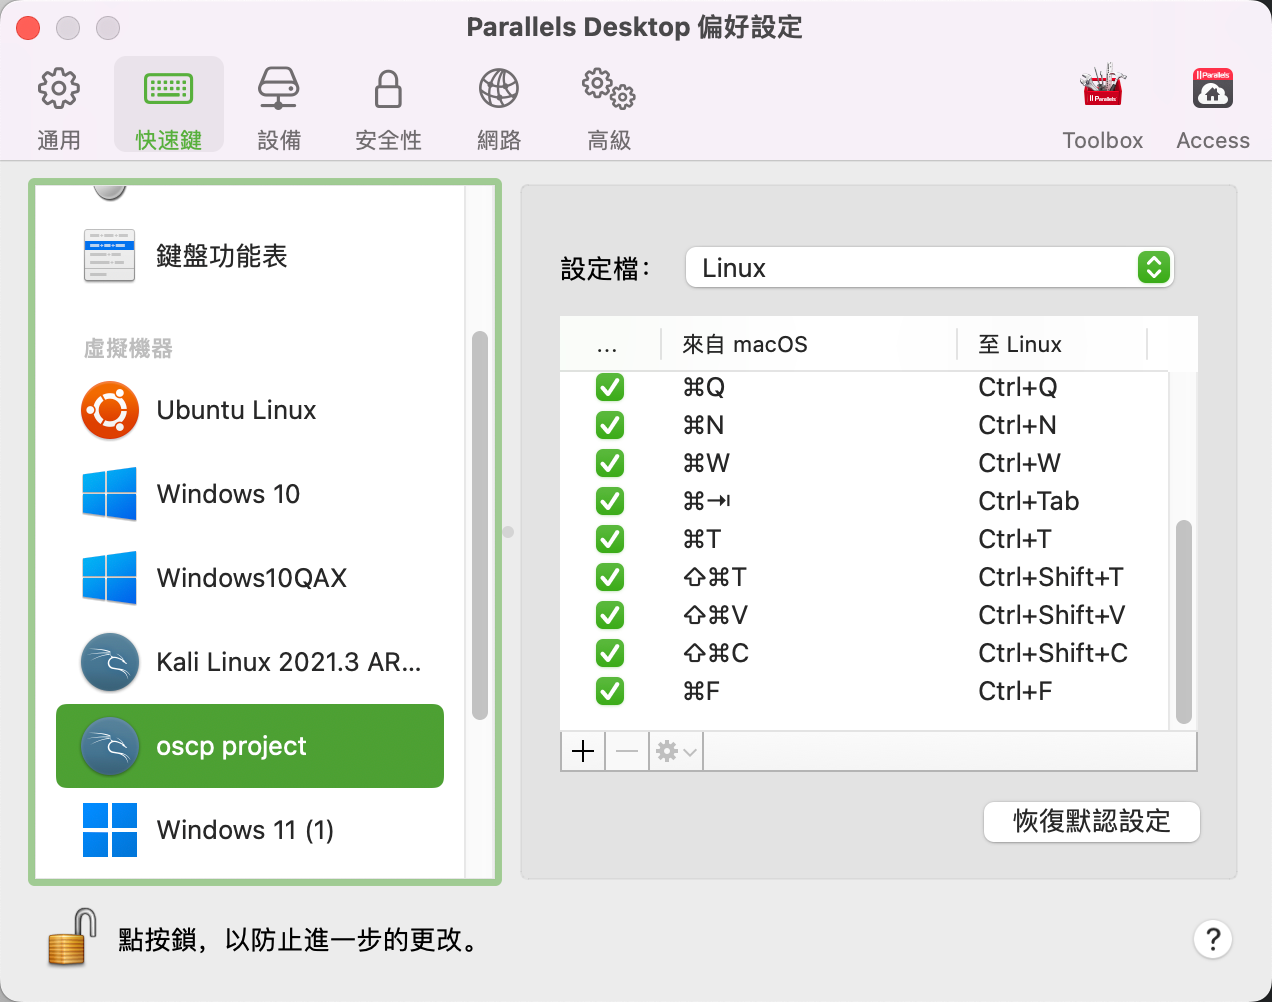 Parallels Desktop 偏好設定
通用
快速鍵
設備
安全性
網路
高級
Toolbox
Access
鍵盤功能表
虛擬機器
Ubuntu Linux
Windows 10
Windows10QAX
Kali Linux 2021.3 AR...
oscp project
Windows 11 (1)
設定檔：
Linux
... 來自 macOS 至 Linux
⌘Q Ctrl+Q
⌘N Ctrl+N
⌘W Ctrl+W
⌘⇥ Ctrl+Tab
⌘T Ctrl+T
⇧⌘T Ctrl+Shift+T
⇧⌘V Ctrl+Shift+V
⇧⌘C Ctrl+Shift+C
⌘F Ctrl+F
恢復默認設定
點按鎖，以防止進一步的更改。
?